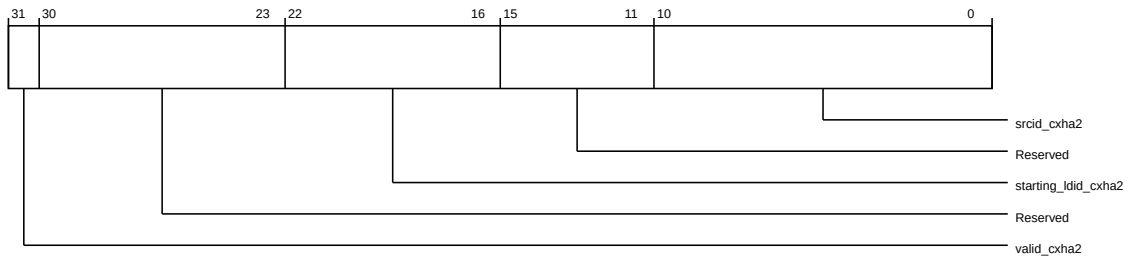 31 30 23 22 16 15 11 10 0
srcid_cxha2
Reserved
starting_ldid_cxha2
Reserved
valid_cxha2